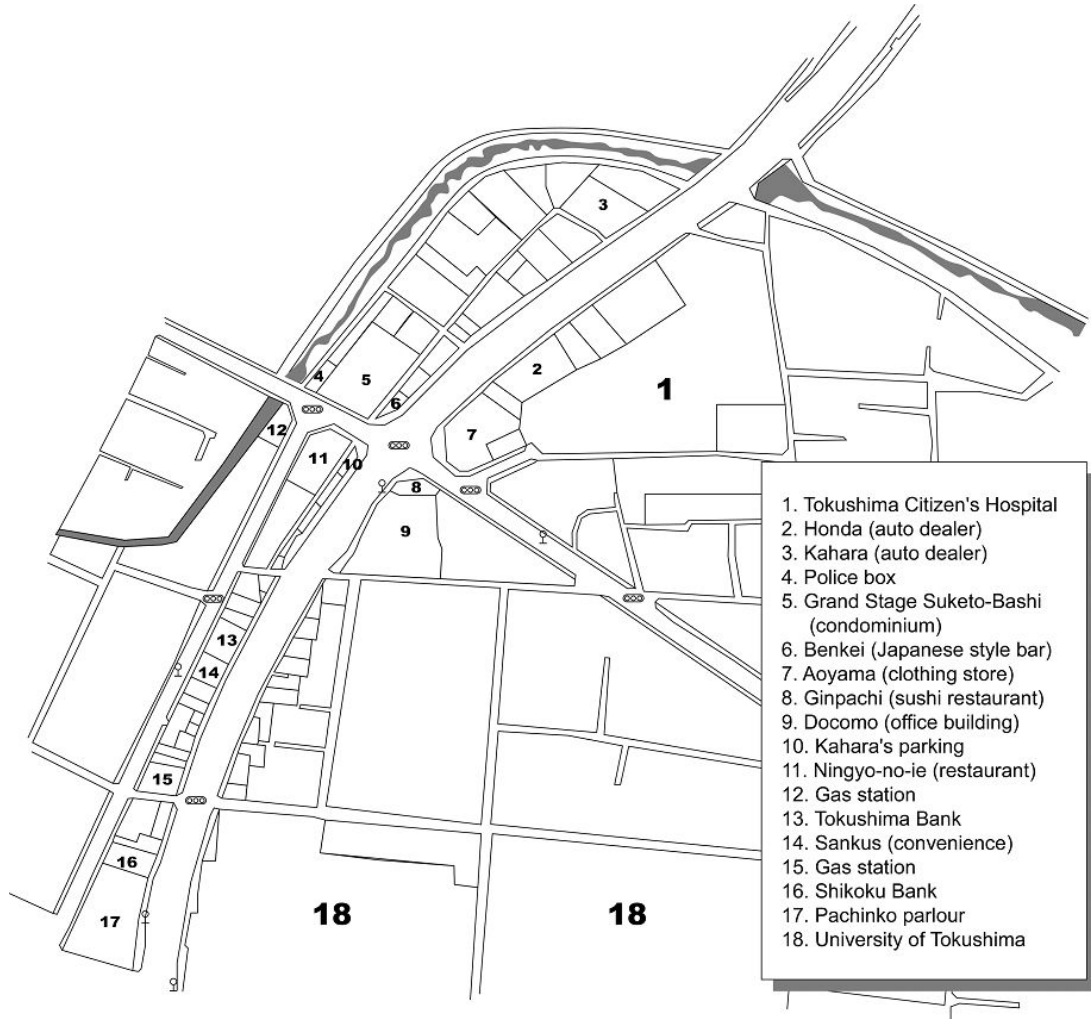 3
4
5
2
1
6
12
7
11
10
8
9
13
14
15
16
17
18
18
1. Tokushima Citizen's Hospital
2. Honda (auto dealer)
3. Kahara (auto dealer)
4. Police box
5. Grand Stage Suketo-Bashi
(condominium)
6. Benkei (Japanese style bar)
7. Aoyama (clothing store)
8. Ginpachi (sushi restaurant)
9. Docomo (office building)
10. Kahara's parking
11. Ningyo-no-ie (restaurant)
12. Gas station
13. Tokushima Bank
14. Sankus (convenience)
15. Gas station
16. Shikoku Bank
17. Pachinko parlour
18. University of Tokushima